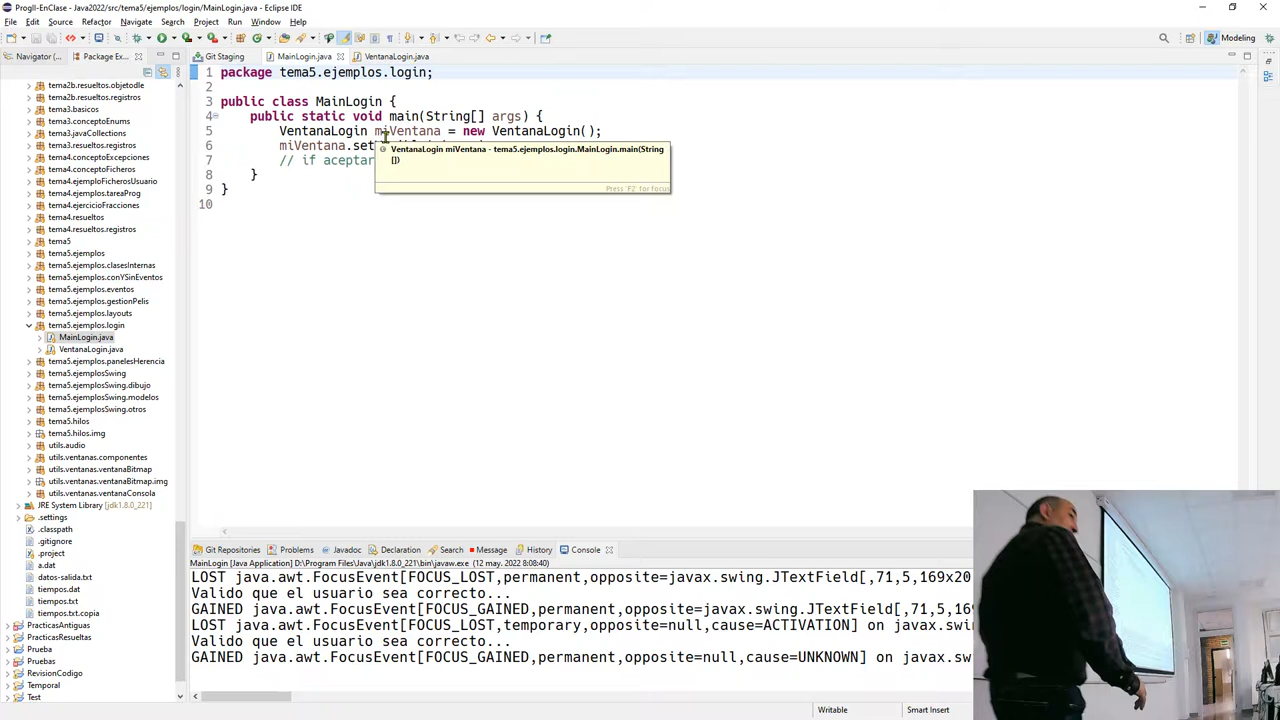 ProgII-EnClase - Java2022/src/tema5/ejemplos/login/MainLogin.java - Eclipse IDE
File Edit Source Refactor Navigate Search Project Run Window Help
Modeling
Navigator (...
Package Ex...
Git Staging
MainLogin.java
VentanaLogin.java
tema2b.resueltos.objetodle
tema2b.resueltos.registros
tema3.basicos
tema3.conceptoEnums
tema3.javaCollections
tema3.resueltos.registros
tema4.conceptoExcepciones
tema4.conceptoFicheros
tema4.ejemploFicherosUsuario
tema4.ejemplos.tareaProg
tema4.ejercicioFracciones
tema4.resueltos
tema4.resueltos.registros
tema5
tema5.ejemplos
tema5.ejemplos.clasesInternas
tema5.ejemplos.conYSinEventos
tema5.ejemplos.eventos
tema5.ejemplos.gestionPelis
tema5.ejemplos.layouts
tema5.ejemplos.login
MainLogin.java
VentanaLogin.java
tema5.ejemplos.panelesHerencia
tema5.ejemplosSwing
tema5.ejemplosSwing.dibujo
tema5.ejemplosSwing.modelos
tema5.ejemplosSwing.otros
tema5.hilos
tema5.hilos.img
utils.audio
utils.ventanas.componentes
utils.ventanas.ventanaBitmap
utils.ventanas.ventanaBitmap.img
utils.ventanas.ventanaConsola
JRE System Library [jdk1.8.0_221]
.settings
.classpath
.gitignore
.project
a.dat
datos-salida.txt
tiempos.dat
tiempos.txt
tiempos.txt.copia
PracticasAntiguas
PracticasResueltas
Prueba
Pruebas
RevisionCodigo
Temporal
Test
1 package tema5.ejemplos.login;
2
3 public class MainLogin {
4 public static void main(String[] args) {
5 VentanaLogin miVentana = new VentanaLogin();
6 miVentana.set
7 // if aceptar
8 }
9 }
10
VentanaLogin miVentana - tema5.ejemplos.login.MainLogin.main(String
[])
Press 'F2' for focus
Git Repositories Problems Javadoc Declaration Search Message History Console
MainLogin [Java Application] D:\Program Files\Java\jdk1.8.0_221\bin\javaw.exe (12 may. 2022 8:08:40)
LOST java.awt.FocusEvent[FOCUS_LOST,permanent,opposite=javax.swing.JTextField[,71,5,169x20
Valido que el usuario sea correcto...
GAINED java.awt.FocusEvent[FOCUS_GAINED,permanent,opposite=javax.swing.JTextField[,71,5,169
LOST java.awt.FocusEvent[FOCUS_LOST,temporary,opposite=null,cause=ACTIVATION] on javax.sw
Valido que el usuario sea correcto...
GAINED java.awt.FocusEvent[FOCUS_GAINED,permanent,opposite=null,cause=UNKNOWN] on javax.sw
Writable
Smart Insert